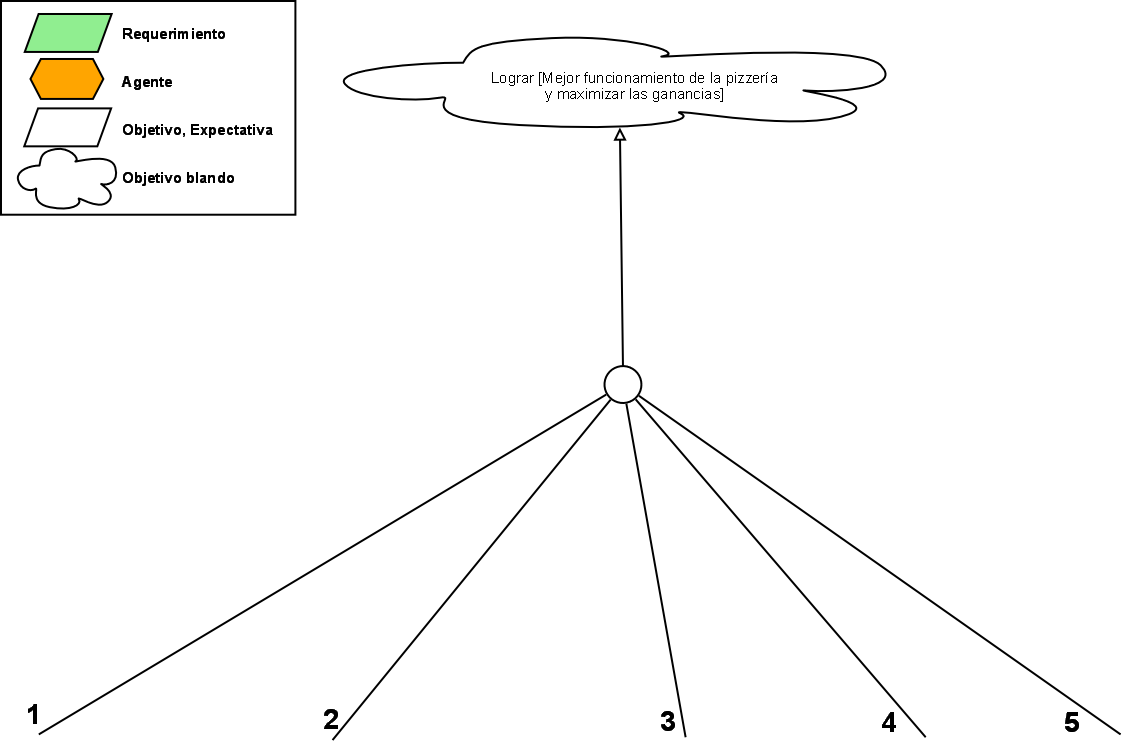 Requerimiento
Agente
Objetivo, Expectativa
Objetivo blando
Lograr [Mejor funcionamiento de la pizzería
y maximizar las ganancias]
1
2
3
4
5